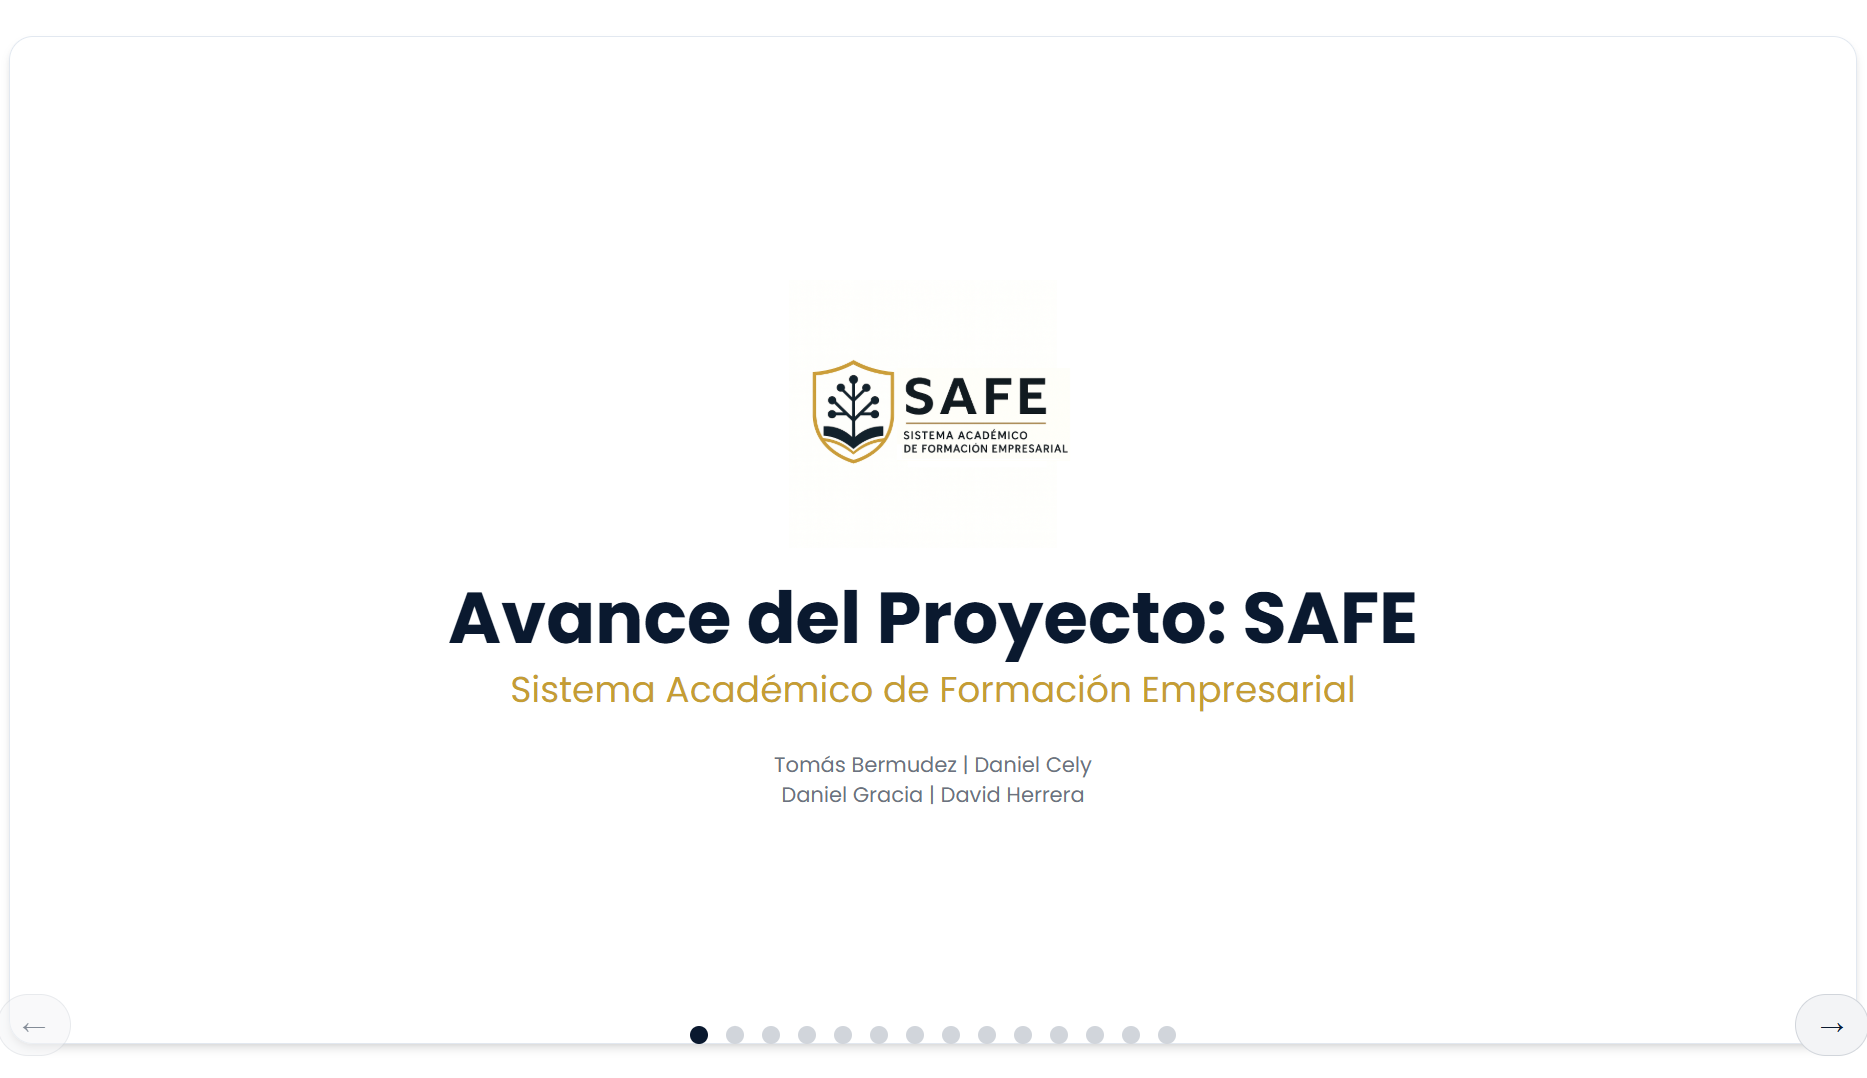 SAFE
SISTEMA ACADÉMICO
DE FORMACIÓN EMPRESARIAL
Avance del Proyecto: SAFE
Sistema Académico de Formación Empresarial
Tomás Bermudez | Daniel Cely
Daniel Gracia | David Herrera
← →